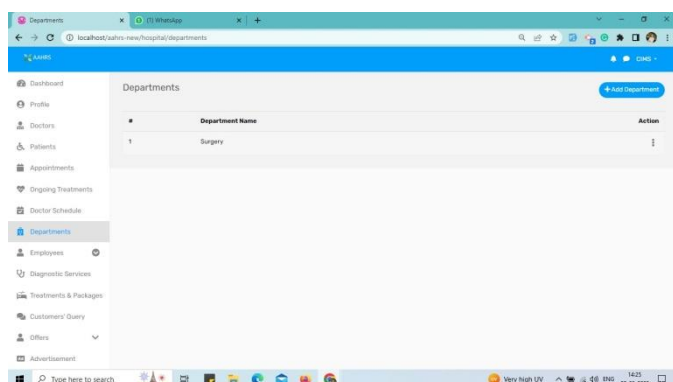 Departments
(1) WhatsApp
localhost/aahrs-new/hospital/departments
AAHRS
CIMS
Dashboard
Profile
Doctors
Patients
Appointments
Ongoing Treatments
Doctor Schedule
Departments
Employees
Diagnostic Services
Treatments & Packages
Customers' Query
Offers
Advertisement
Departments
+Add Department
# Department Name Action
1 Surgery
Type here to search
Very high UV
ENG
14:25